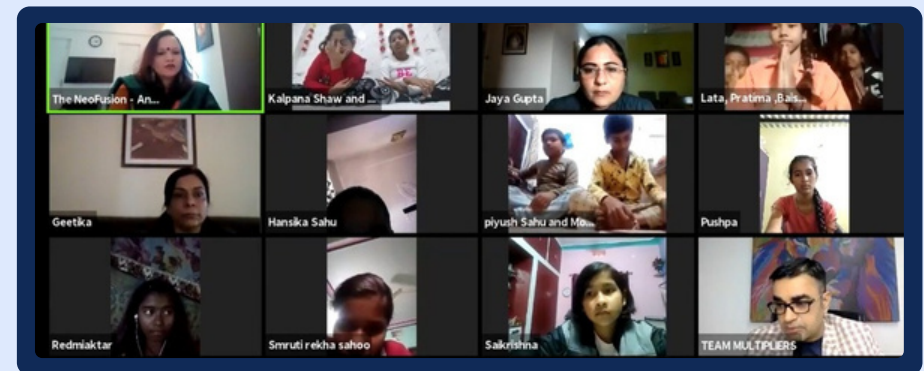 The NeoFusion - An...
Kalpana Shaw and ...
Jaya Gupta
Lata, Pratima ,Bais...
Geetika
Hansika Sahu
piyush Sahu and Mo...
Pushpa
Redmiaktar
Smruti rekha sahoo
Saikrishna
TEAM MULTIPLIERS